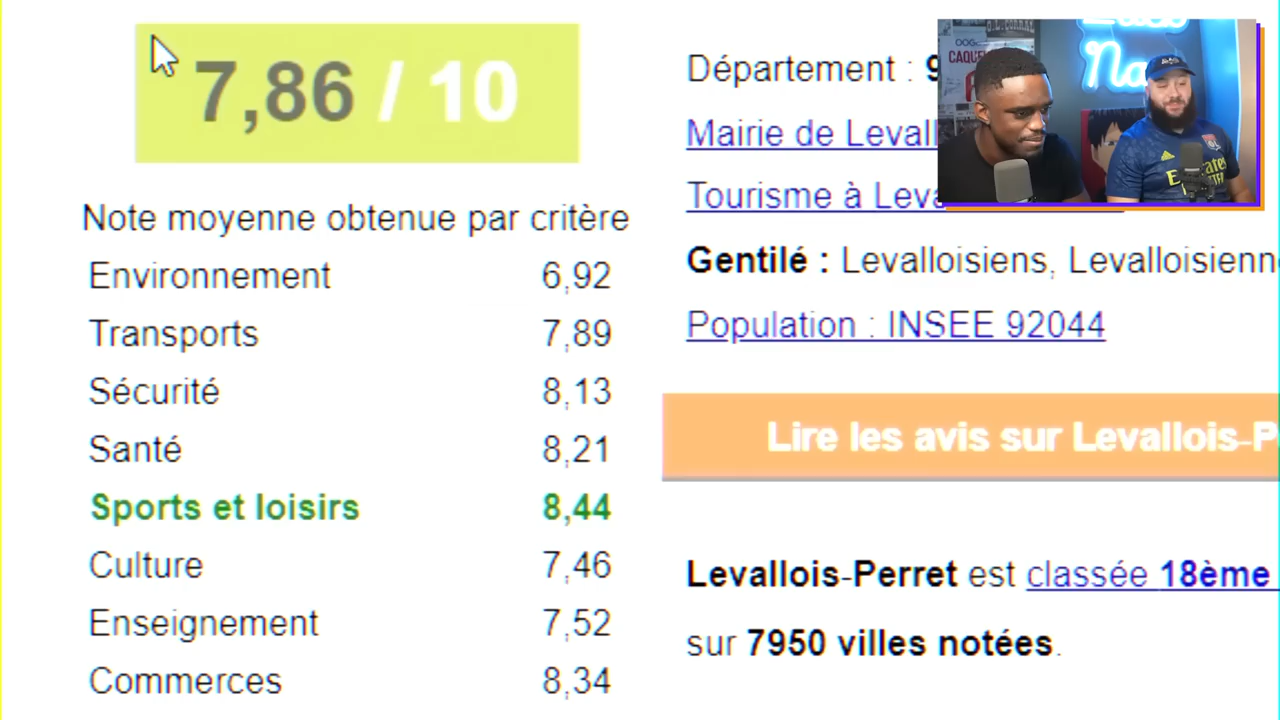 7,86 / 10
Note moyenne obtenue par critère
Environnement 6,92
Transports 7,89
Sécurité 8,13
Santé 8,21
Sports et loisirs 8,44
Culture 7,46
Enseignement 7,52
Commerces 8,34
Département : 9
Mairie de Levall
Tourisme à Leva
Gentilé : Levalloisiens, Levalloisienn
Population : INSEE 92044
Lire les avis sur Levallois-P
Levallois-Perret est classée 18ème
sur 7950 villes notées.
CAQUE
Na
Emirates